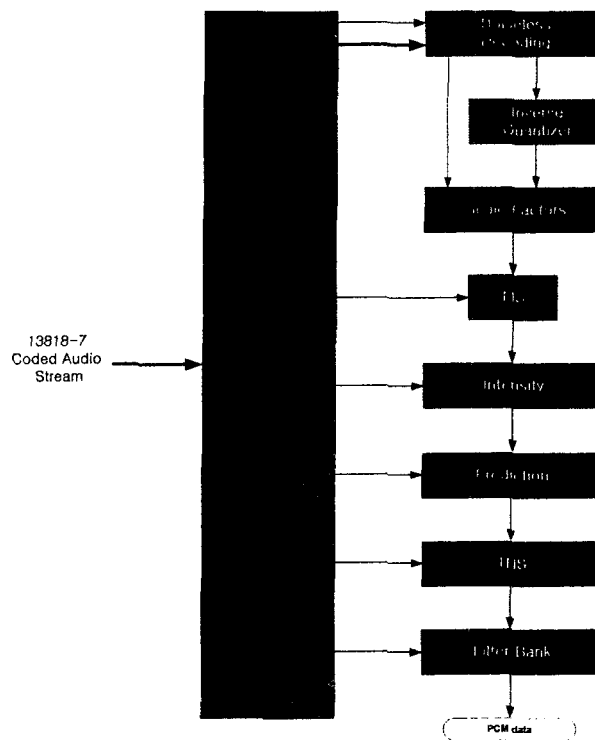 Noiseless
Decoding
Inverse
Quantizer
Scale Factors
13818-7
Coded Audio
Stream
Intensity
Prediction
TNS
Filter Bank
PCM data